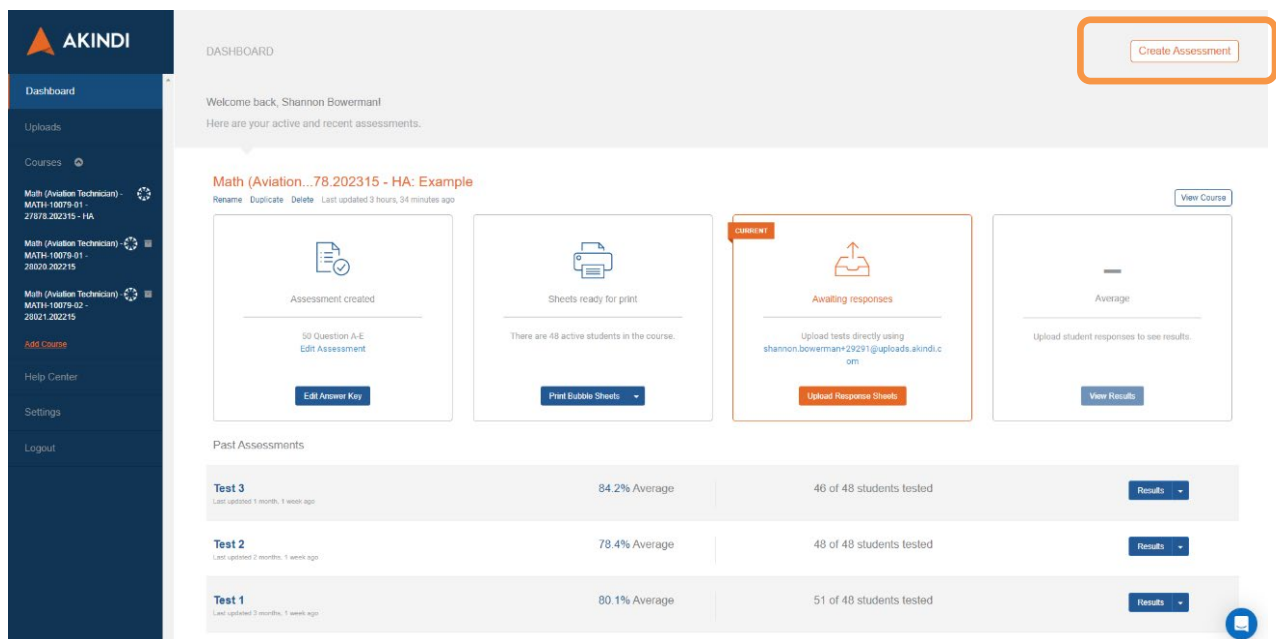 AKINDI
Dashboard
Uploads
Courses
Math (Aviation Technician) -
MATH-10079-01 -
27878.202315 - HA
Math (Aviation Technician) -
MATH-10079-01 -
28020.202215
Math (Aviation Technician) -
MATH-10079-02 -
28021.202215
Add Course
Help Center
Settings
Logout
DASHBOARD
Create Assessment
Welcome back, Shannon Bowerman!
Here are your active and recent assessments.
Math (Aviation...78.202315 - HA: Example
Rename Duplicate Delete Last updated 3 hours, 34 minutes ago
View Course
Assessment created
50 Question A-E
Edit Assessment
Edit Answer Key
Sheets ready for print
There are 48 active students in the course.
Print Bubble Sheets
CURRENT
Awaiting responses
Upload tests directly using
shannon.bowerman+29291@uploads.akindi.c
om
Upload Response Sheets
Average
Upload student responses to see results.
View Results
Past Assessments
Test 3
Last updated 1 month, 1 week ago
84.2% Average
46 of 48 students tested
Results
Test 2
Last updated 2 months, 1 week ago
78.4% Average
48 of 48 students tested
Results
Test 1
Last updated 3 months, 1 week ago
80.1% Average
51 of 48 students tested
Results